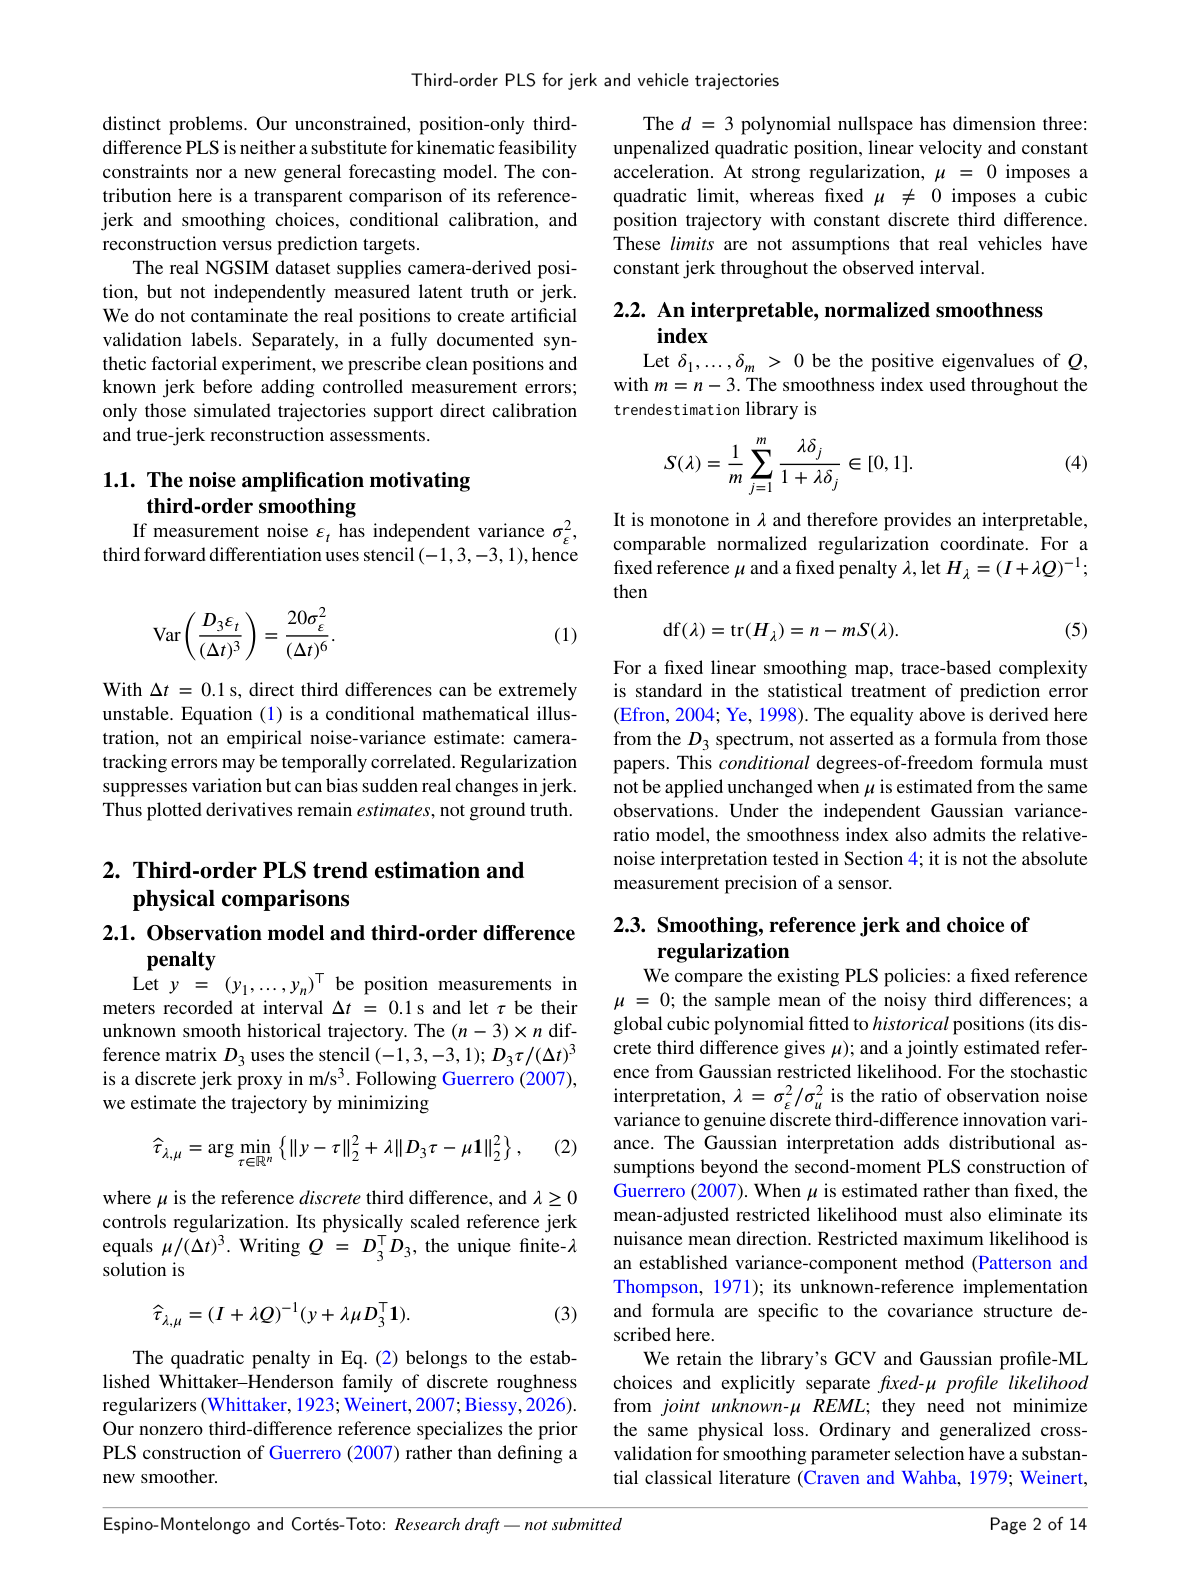 Third-order PLS for jerk and vehicle trajectories
distinct problems. Our unconstrained, position-only third-
difference PLS is neither a substitute for kinematic feasibility
constraints nor a new general forecasting model. The con-
tribution here is a transparent comparison of its reference-
jerk and smoothing choices, conditional calibration, and
reconstruction versus prediction targets.
The real NGSIM dataset supplies camera-derived posi-
tion, but not independently measured latent truth or jerk.
We do not contaminate the real positions to create artificial
validation labels. Separately, in a fully documented syn-
thetic factorial experiment, we prescribe clean positions and
known jerk before adding controlled measurement errors;
only those simulated trajectories support direct calibration
and true-jerk reconstruction assessments.
1.1. The noise amplification motivating
third-order smoothing
If measurement noise ε_t has independent variance σ_ε^2,
third forward differentiation uses stencil (−1, 3, −3, 1), hence
Var(D_3ε_t / (Δt)^3) = 20σ_ε^2 / (Δt)^6. (1)
With Δt = 0.1 s, direct third differences can be extremely
unstable. Equation (1) is a conditional mathematical illus-
tration, not an empirical noise-variance estimate: camera-
tracking errors may be temporally correlated. Regularization
suppresses variation but can bias sudden real changes in jerk.
Thus plotted derivatives remain estimates, not ground truth.
2. Third-order PLS trend estimation and
physical comparisons
2.1. Observation model and third-order difference
penalty
Let y = (y_1, … , y_n)^⊤ be position measurements in
meters recorded at interval Δt = 0.1 s and let τ be their
unknown smooth historical trajectory. The (n − 3) × n dif-
ference matrix D_3 uses the stencil (−1, 3, −3, 1); D_3τ/(Δt)^3
is a discrete jerk proxy in m/s^3. Following Guerrero (2007),
we estimate the trajectory by minimizing
τ̂_{λ,μ} = arg min_{τ∈ℝ^n} {‖y − τ‖_2^2 + λ‖D_3τ − μ1‖_2^2}, (2)
where μ is the reference discrete third difference, and λ ≥ 0
controls regularization. Its physically scaled reference jerk
equals μ/(Δt)^3. Writing Q = D_3^⊤D_3, the unique finite-λ
solution is
τ̂_{λ,μ} = (I + λQ)^{−1}(y + λμD_3^⊤1). (3)
The quadratic penalty in Eq. (2) belongs to the estab-
lished Whittaker–Henderson family of discrete roughness
regularizers (Whittaker, 1923; Weinert, 2007; Biessy, 2026).
Our nonzero third-difference reference specializes the prior
PLS construction of Guerrero (2007) rather than defining a
new smoother.
The d = 3 polynomial nullspace has dimension three:
unpenalized quadratic position, linear velocity and constant
acceleration. At strong regularization, μ = 0 imposes a
quadratic limit, whereas fixed μ ≠ 0 imposes a cubic
position trajectory with constant discrete third difference.
These limits are not assumptions that real vehicles have
constant jerk throughout the observed interval.
2.2. An interpretable, normalized smoothness
index
Let δ_1, … , δ_m > 0 be the positive eigenvalues of Q,
with m = n − 3. The smoothness index used throughout the
trendestimation library is
S(λ) = 1/m ∑_{j=1}^{m} λδ_j / (1 + λδ_j) ∈ [0, 1]. (4)
It is monotone in λ and therefore provides an interpretable,
comparable normalized regularization coordinate. For a
fixed reference μ and a fixed penalty λ, let H_λ = (I+λQ)^{−1};
then
df(λ) = tr(H_λ) = n − mS(λ). (5)
For a fixed linear smoothing map, trace-based complexity
is standard in the statistical treatment of prediction error
(Efron, 2004; Ye, 1998). The equality above is derived here
from the D_3 spectrum, not asserted as a formula from those
papers. This conditional degrees-of-freedom formula must
not be applied unchanged when μ is estimated from the same
observations. Under the independent Gaussian variance-
ratio model, the smoothness index also admits the relative-
noise interpretation tested in Section 4; it is not the absolute
measurement precision of a sensor.
2.3. Smoothing, reference jerk and choice of
regularization
We compare the existing PLS policies: a fixed reference
μ = 0; the sample mean of the noisy third differences; a
global cubic polynomial fitted to historical positions (its dis-
crete third difference gives μ); and a jointly estimated refer-
ence from Gaussian restricted likelihood. For the stochastic
interpretation, λ = σ_ε^2/σ_u^2 is the ratio of observation noise
variance to genuine discrete third-difference innovation vari-
ance. The Gaussian interpretation adds distributional as-
sumptions beyond the second-moment PLS construction of
Guerrero (2007). When μ is estimated rather than fixed, the
mean-adjusted restricted likelihood must also eliminate its
nuisance mean direction. Restricted maximum likelihood is
an established variance-component method (Patterson and
Thompson, 1971); its unknown-reference implementation
and formula are specific to the covariance structure de-
scribed here.
We retain the library's GCV and Gaussian profile-ML
choices and explicitly separate fixed-μ profile likelihood
from joint unknown-μ REML; they need not minimize
the same physical loss. Ordinary and generalized cross-
validation for smoothing parameter selection have a substan-
tial classical literature (Craven and Wahba, 1979; Weinert,
Espino-Montelongo and Cortés-Toto: Research draft — not submitted
Page 2 of 14